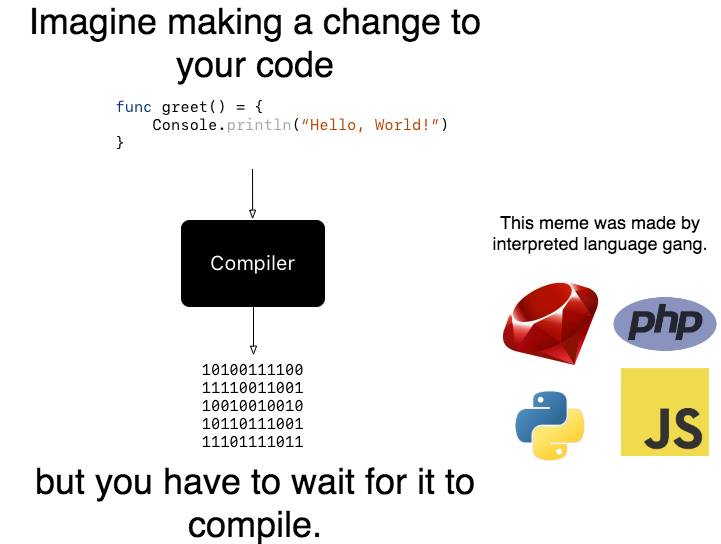 Imagine making a change to
your code
func greet() = {
    Console.println(“Hello, World!”)
}
Compiler
10100111100
11110011001
10010010010
10110111001
11101111011
but you have to wait for it to
compile.
This meme was made by
interpreted language gang.
php
JS